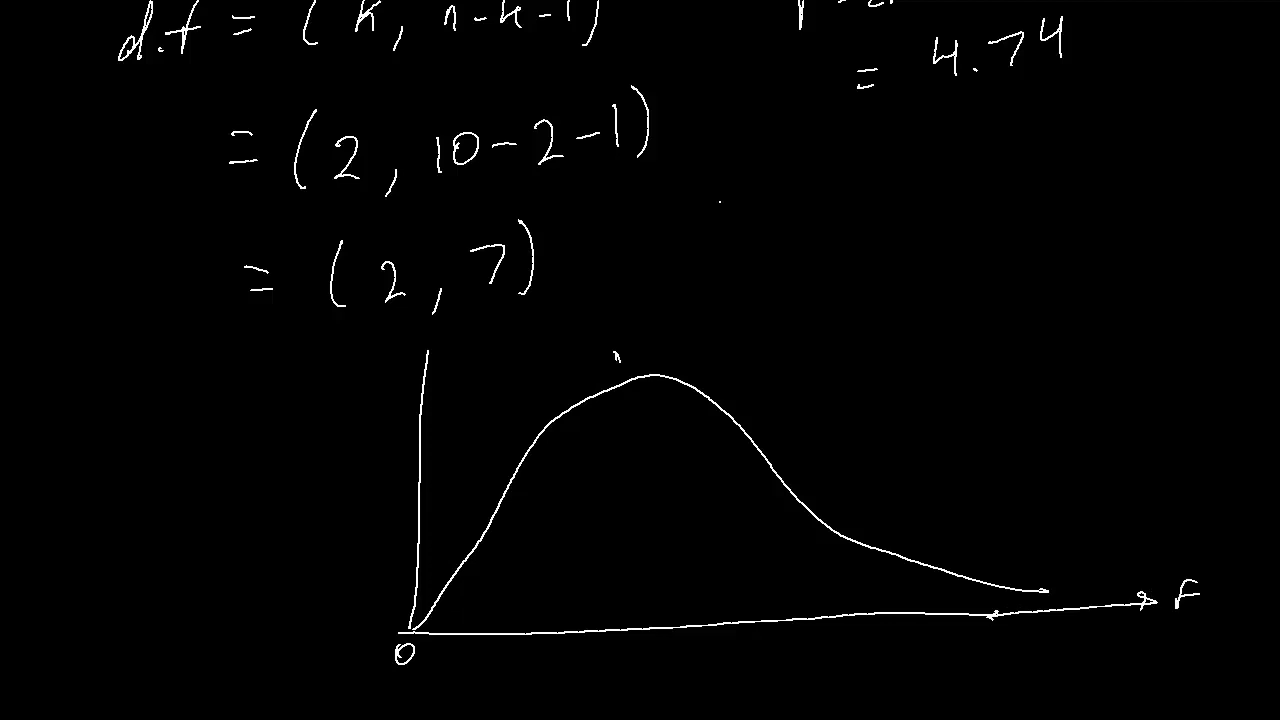 d.f = (k, n-k-1)
= 4.74
= (2, 10-2-1)
= (2, 7)
F
0